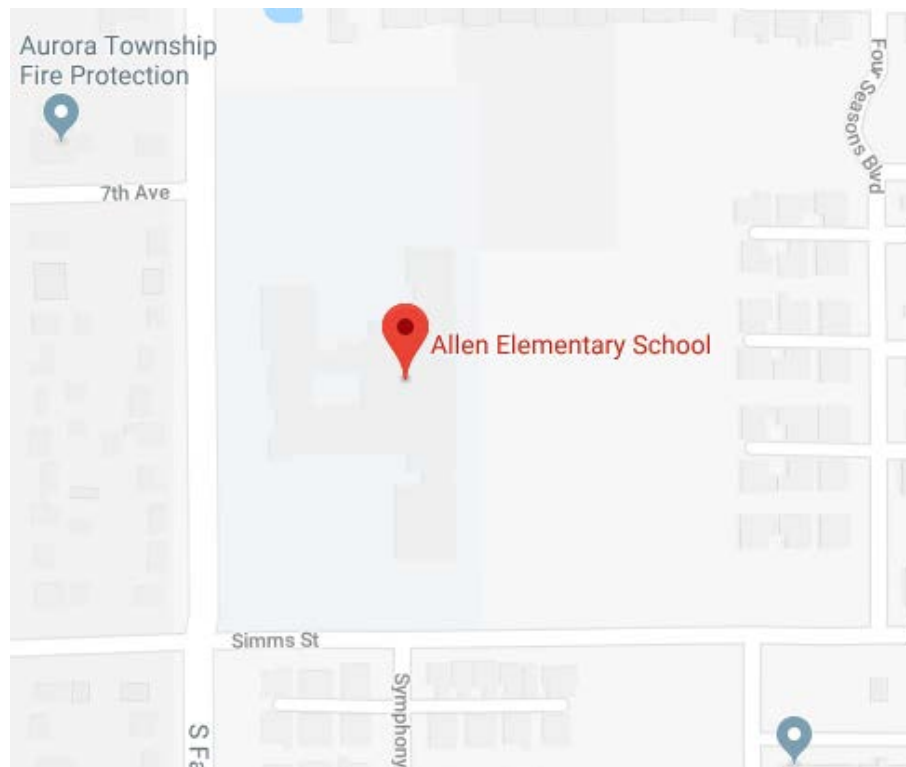 Aurora Township
Fire Protection
Four Seasons Blvd
7th Ave
Allen Elementary School
Simms St
Symphony
S Fa